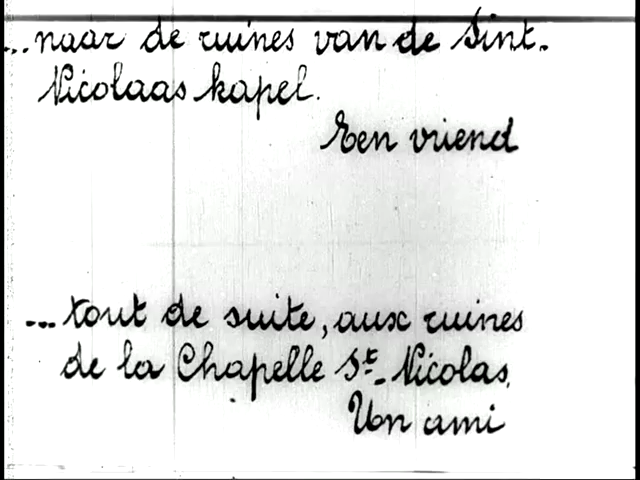 ...naar de ruines van de Sint-
Nicolaas kapel.
Een vriend
...tout de suite, aux ruines
de la Chapelle St-Nicolas.
Un ami